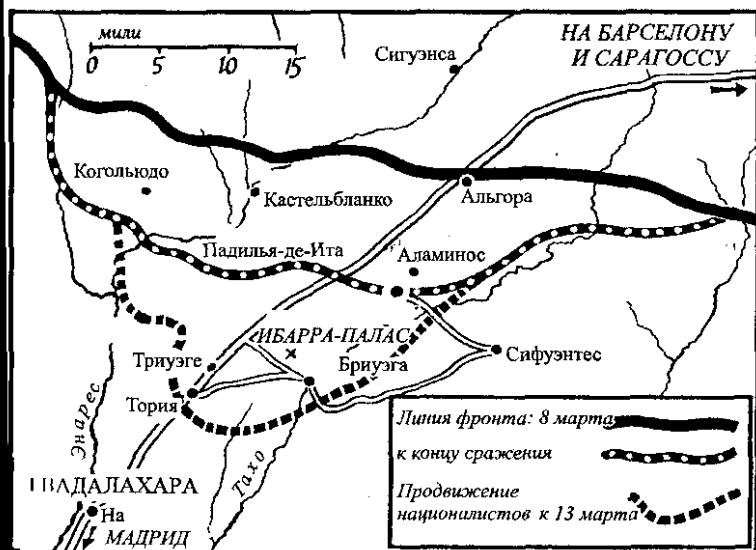 мили
0 5 10 15
НА БАРСЕЛОНУ
И САРАГОССУ
Сигуэнса
Когольюдо
Кастельбланко
Альгора
Падилья-де-Ита
Аламинос
ИБАРРА-ПАЛАС
Триуэге
Бриуэга
Сифуэнтес
Тория
Энарес
Тахо
ГВАДАЛАХАРА
На
МАДРИД
Линия фронта: 8 марта
к концу сражения
Продвижение
националистов к 13 марта